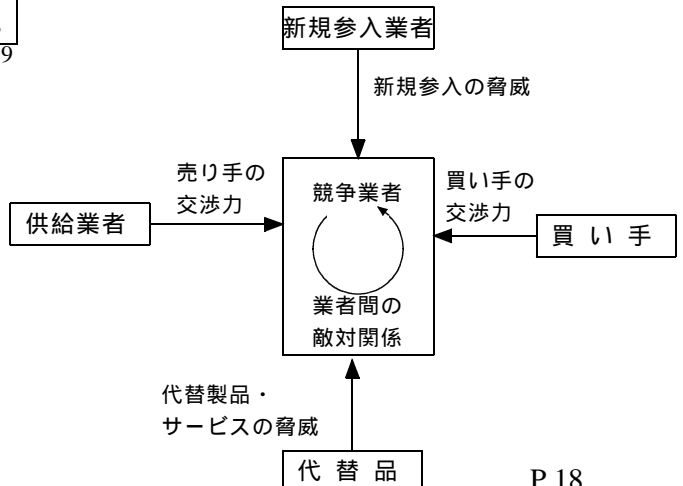 9
新規参入業者
新規参入の脅威
売り手の
交渉力
供給業者
競争業者
業者間の
敵対関係
買い手の
交渉力
買い手
代替製品・
サービスの脅威
代替品
P 18